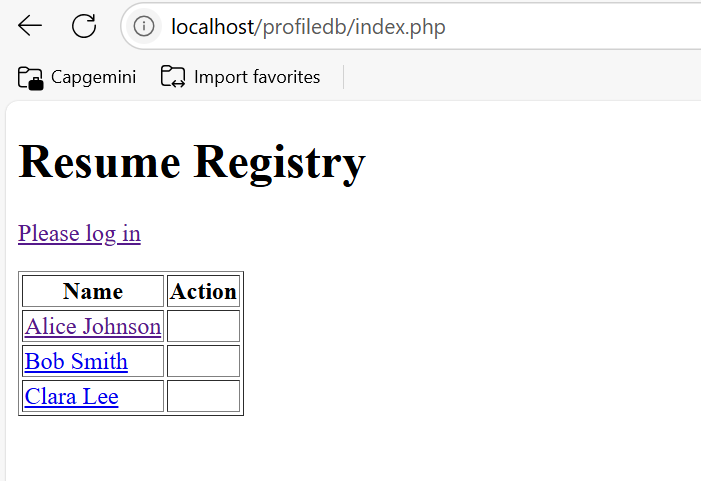 localhost/profiledb/index.php
Capgemini Import favorites
Resume Registry
Please log in
Name Action
Alice Johnson
Bob Smith
Clara Lee